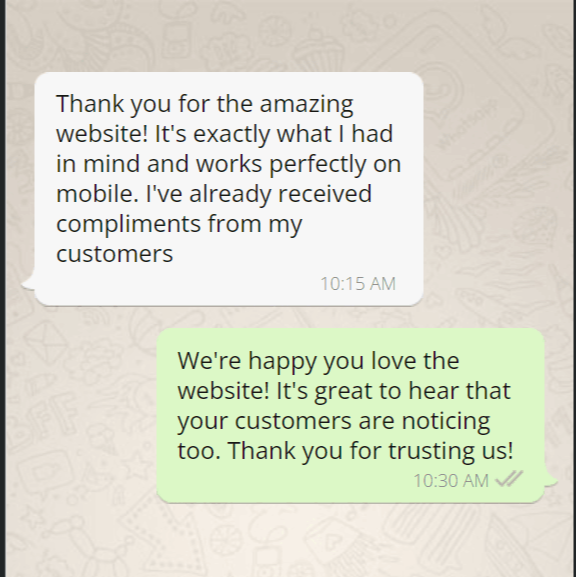 Thank you for the amazing
website! It's exactly what I had
in mind and works perfectly on
mobile. I've already received
compliments from my
customers
10:15 AM
We're happy you love the
website! It's great to hear that
your customers are noticing
too. Thank you for trusting us!
10:30 AM